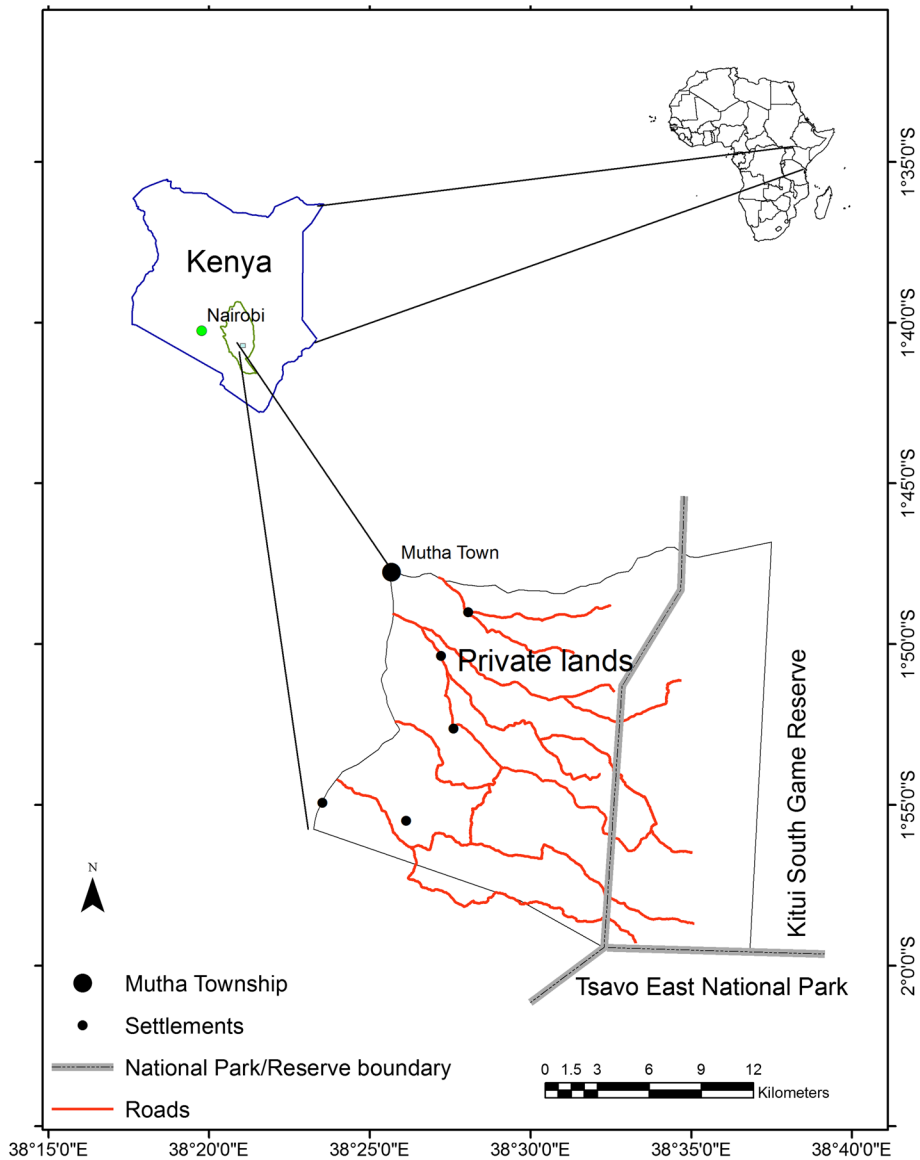 Kenya
Nairobi
Mutha Town
Private lands
Kitui South Game Reserve
Tsavo East National Park
N
Mutha Township
Settlements
National Park/Reserve boundary
Roads
0 1.5 3 6 9 12
Kilometers
1°35'0"S
1°40'0"S
1°45'0"S
1°50'0"S
1°55'0"S
2°0'0"S
38°15'0"E 38°20'0"E 38°25'0"E 38°30'0"E 38°35'0"E 38°40'0"E